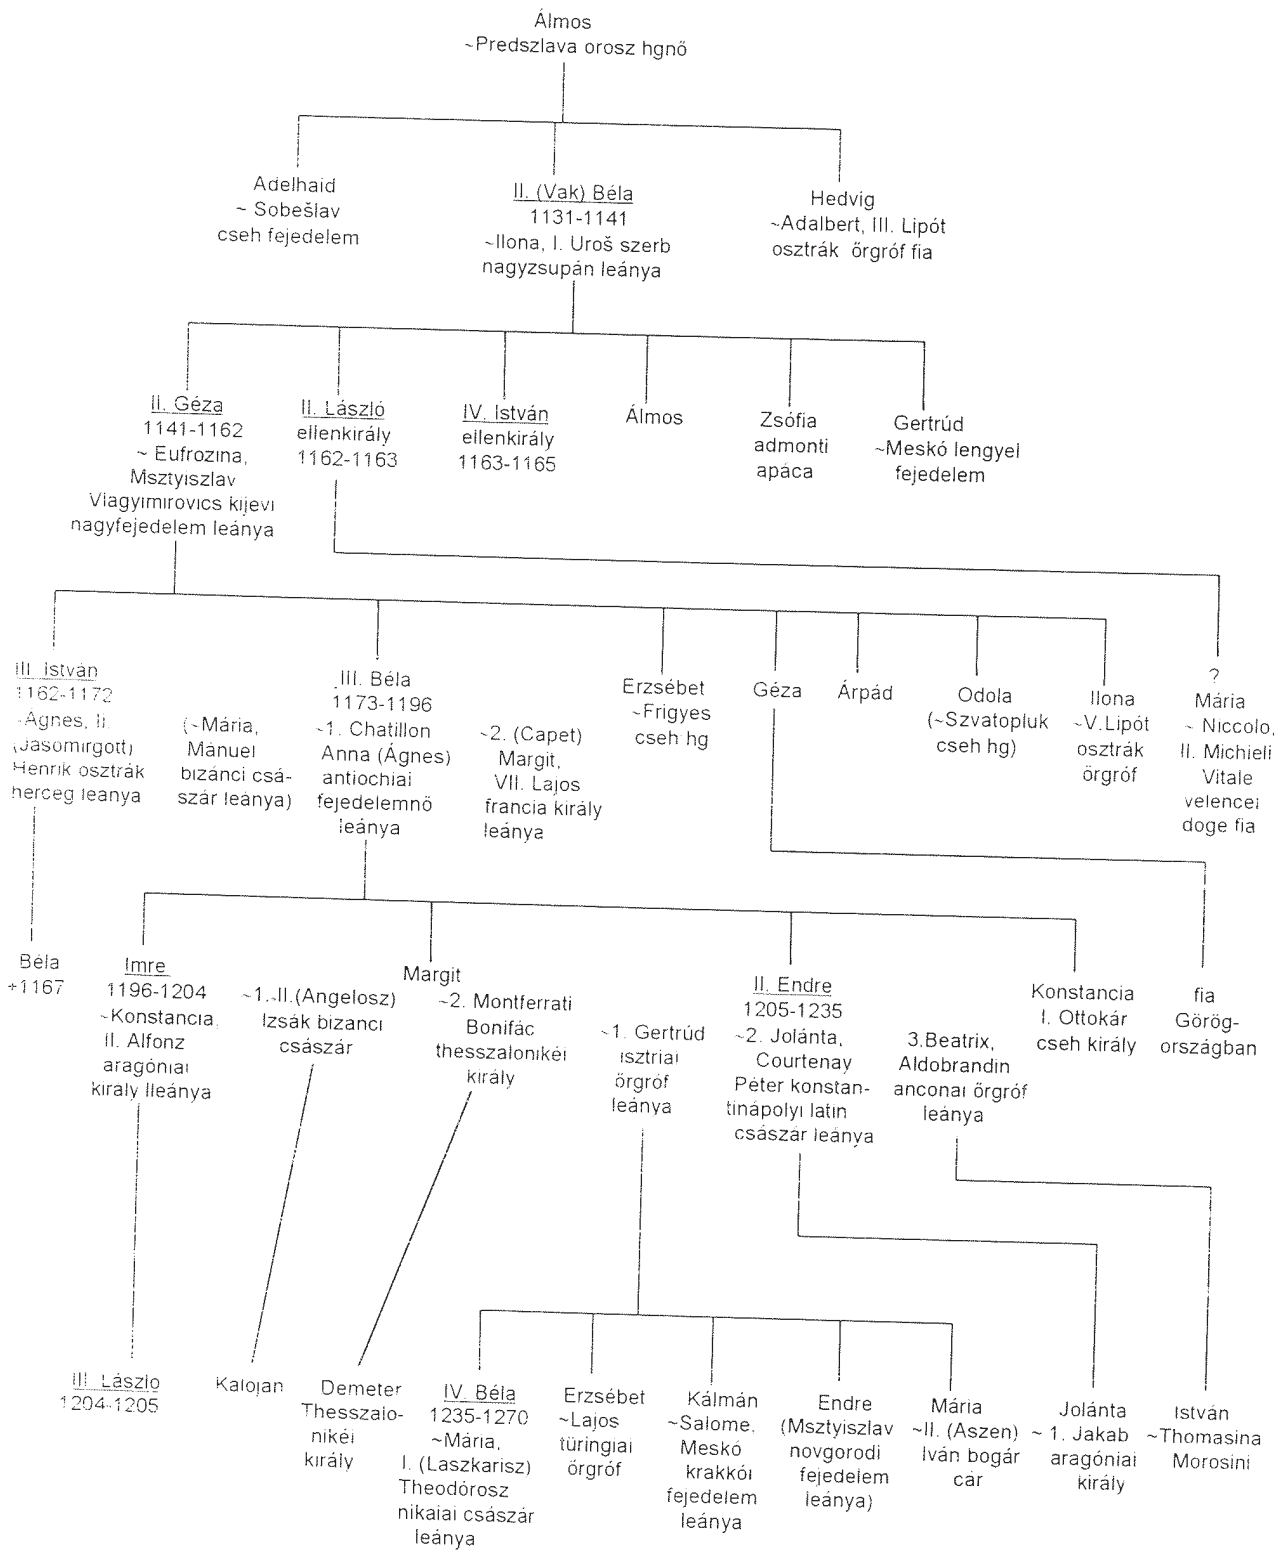 Álmos
~Predszlava orosz hgnő
Adelhaid
~ Sobešlav
cseh fejedelem
II. (Vak) Béla
1131-1141
~Ilona, I. Uroš szerb
nagyzsupán leánya
Hedvig
~Adalbert, III. Lipót
osztrák őrgróf fia
II. Géza
1141-1162
~ Eufrozina,
Msztyiszlav
Vlagyimirovics kijevi
nagyfejedelem leánya
II. László
ellenkirály
1162-1163
IV. István
ellenkirály
1163-1165
Álmos
Zsófia
admonti
apáca
Gertrúd
~Meskó lengyel
fejedelem
III. István
1162-1172
~Ágnes, II.
(Jasomirgott)
Henrik osztrák
herceg leánya
(~Mária,
Mánuel
bizánci csá-
szár leánya)
III. Béla
1173-1196
~1. Chatillon
Anna (Ágnes)
antiochiai
fejedelemnő
leánya
~2. (Capet)
Margit,
VII. Lajos
francia király
leánya
Erzsébet
~Frigyes
cseh hg
Géza
Árpád
Odola
(~Szvatopluk
cseh hg)
Ilona
~V.Lipót
osztrák
őrgróf
?
Mária
~ Niccolo,
II. Michieli
Vitale
velencei
doge fia
Béla
+1167
Imre
1196-1204
~Konstancia,
II. Alfonz
aragóniai
király lleánya
Margit
~1.~II.(Angelosz)
Izsák bizánci
császár
~2. Montferrati
Bonifác
thesszalonikéi
király
II. Endre
1205-1235
~1. Gertrúd
isztriai
őrgróf
leánya
~2. Jolánta,
Courtenay
Péter konstan-
tinápolyi latin
császár leánya
3.Beatrix,
Aldobrandin
anconai őrgróf
leánya
Konstancia
I. Ottokár
cseh király
fia
Görög-
országban
III. László
1204-1205
Kalojan
Demeter
Thesszalo-
nikéi
király
IV. Béla
1235-1270
~Mária,
I. (Laszkarisz)
Theodórosz
nikaiai császár
leánya
Erzsébet
~Lajos
türingiai
őrgróf
Kálmán
~Salome,
Meskó
krakkói
fejedelem
leánya
Endre
(Msztyiszlav
novgorodi
fejedelem
leánya)
Mária
~II. (Aszen)
Iván bogár
cár
Jolánta
~ 1. Jakab
aragóniai
király
István
~Thomasina
Morosini